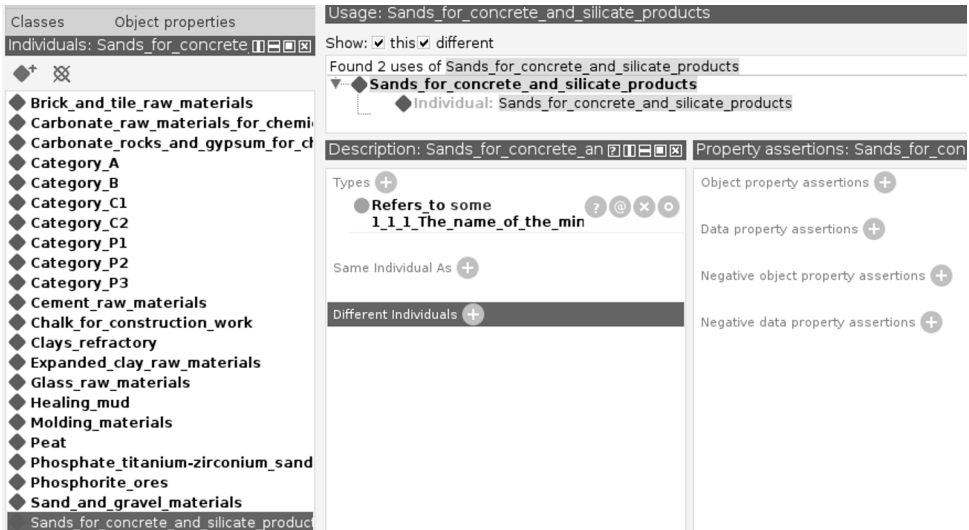 Classes Object properties
Individuals: Sands_for_concrete
Brick_and_tile_raw_materials
Carbonate_raw_materials_for_chemi
Carbonate_rocks_and_gypsum_for_ch
Category_A
Category_B
Category_C1
Category_C2
Category_P1
Category_P2
Category_P3
Cement_raw_materials
Chalk_for_construction_work
Clays_refractory
Expanded_clay_raw_materials
Glass_raw_materials
Healing_mud
Molding_materials
Peat
Phosphate_titanium-zirconium_sand
Phosphorite_ores
Sand_and_gravel_materials
Sands_for_concrete_and_silicate_product
Usage: Sands_for_concrete_and_silicate_products
Show: this different
Found 2 uses of Sands_for_concrete_and_silicate_products
Sands_for_concrete_and_silicate_products
Individual: Sands_for_concrete_and_silicate_products
Description: Sands_for_concrete_an
Types
Refers_to some
1_1_1_The_name_of_the_min
Same Individual As
Different Individuals
Property assertions: Sands_for_con
Object property assertions
Data property assertions
Negative object property assertions
Negative data property assertions